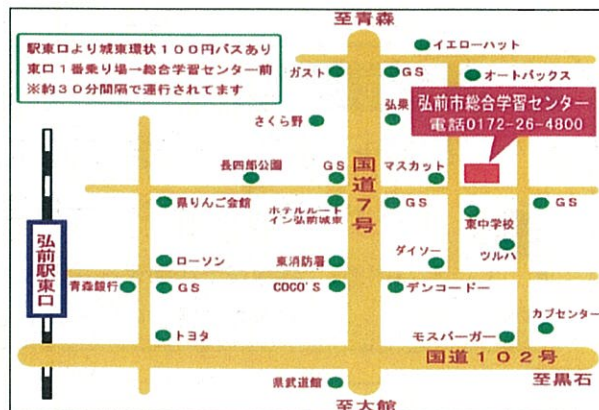 至青森
駅東口より城東環状100円バスあり
東口1番乗り場→総合学習センター前
※約30分間隔で運行されてます
イエローハット
ガスト
GS
オートバックス
弘果
さくら野
弘前市総合学習センター
電話0172-26-4800
長四郎公園
GS
マスカット
国道7号
県りんご会館
ホテルルート
イン弘前城東
GS
東中学校
GS
弘前駅東口
ローソン
東消防署
ダイソー
ツルハ
青森銀行
GS
COCO'S
デンコードー
カブセンター
トヨタ
モスバーガー
国道102号
県武道館
至黒石
至大館